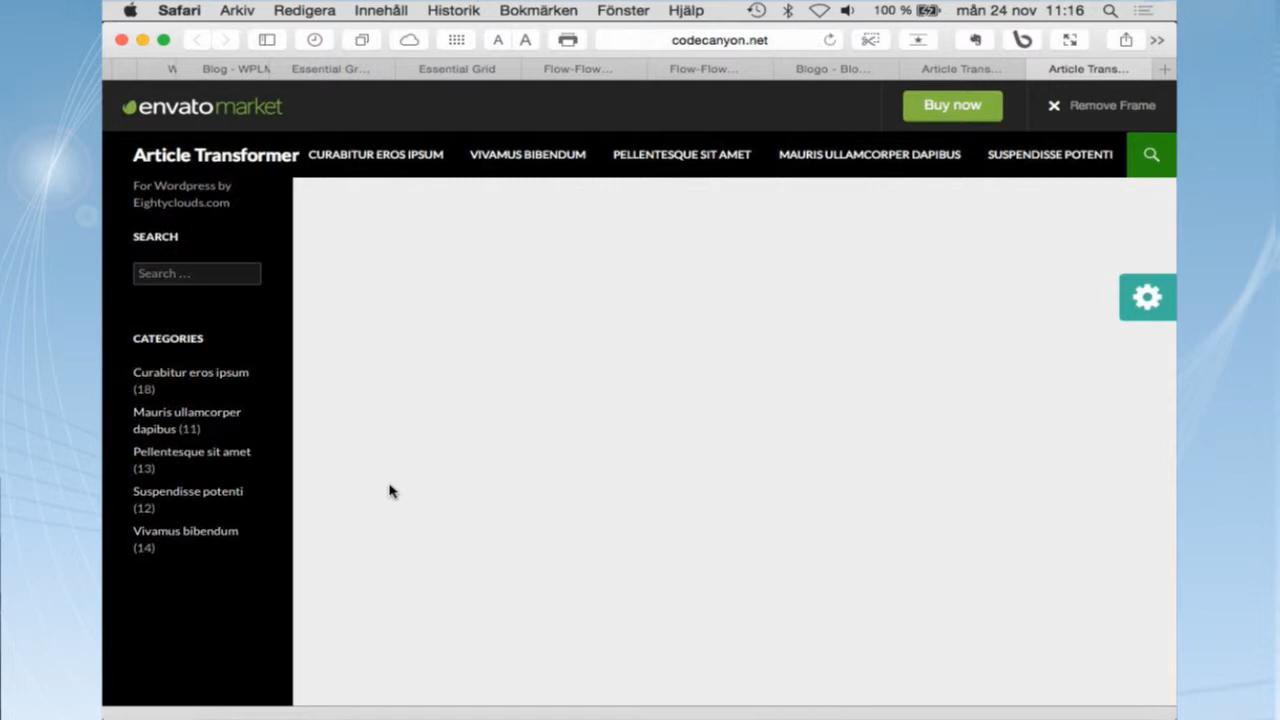 Safari Arkiv Redigera Innehåll Historik Bokmärken Fönster Hjälp 100 % mån 24 nov 11:16
A A codecanyon.net
Blog - WPLM Essential Gr... Essential Grid Flow-Flow... Flow-Flow... Blogo - Blo... Article Trans... Article Trans...
envatomarket Buy now Remove Frame
Article Transformer CURABITUR EROS IPSUM VIVAMUS BIBENDUM PELLENTESQUE SIT AMET MAURIS ULLAMCORPER DAPIBUS SUSPENDISSE POTENTI
For Wordpress by
Eightyclouds.com
SEARCH
Search ...
CATEGORIES
Curabitur eros ipsum
(18)
Mauris ullamcorper
dapibus (11)
Pellentesque sit amet
(13)
Suspendisse potenti
(12)
Vivamus bibendum
(14)